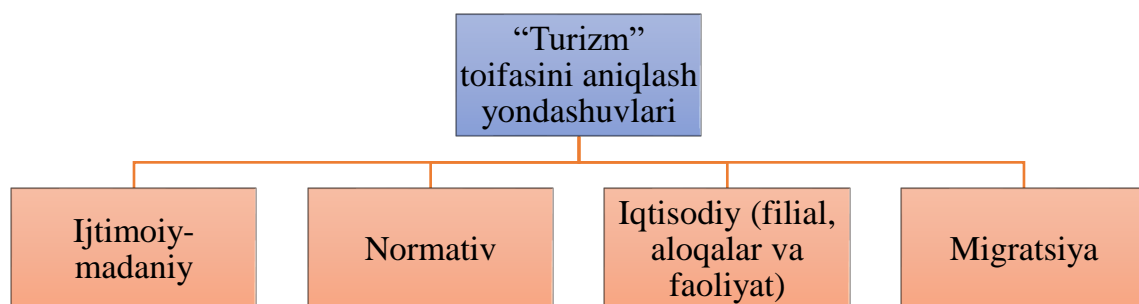 “Turizm”
toifasini aniqlash
yondashuvlari
Ijtimoiy-
madaniy
Normativ
Iqtisodiy (filial,
aloqalar va
faoliyat)
Migratsiya